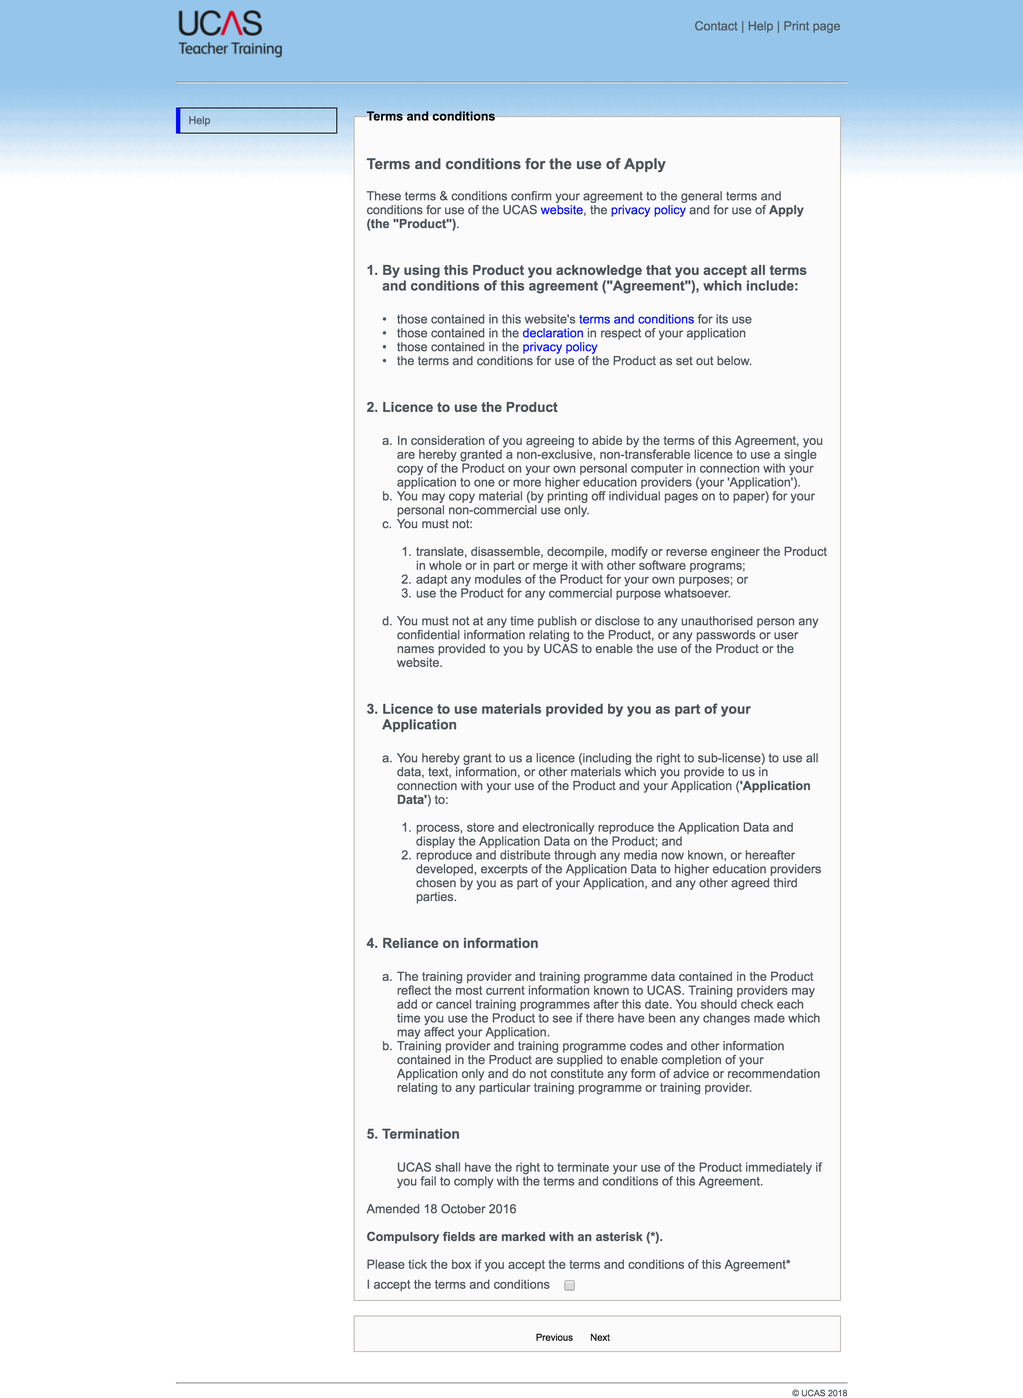 UCAS
Teacher Training
Contact | Help | Print page
Help
Terms and conditions
Terms and conditions for the use of Apply
These terms & conditions confirm your agreement to the general terms and
conditions for use of the UCAS website, the privacy policy and for use of Apply
(the "Product").
1. By using this Product you acknowledge that you accept all terms
and conditions of this agreement ("Agreement"), which include:
• those contained in this website's terms and conditions for its use
• those contained in the declaration in respect of your application
• those contained in the privacy policy
• the terms and conditions for use of the Product as set out below.
2. Licence to use the Product
a. In consideration of you agreeing to abide by the terms of this Agreement, you
are hereby granted a non-exclusive, non-transferable licence to use a single
copy of the Product on your own personal computer in connection with your
application to one or more higher education providers (your 'Application').
b. You may copy material (by printing off individual pages on to paper) for your
personal non-commercial use only.
c. You must not:
1. translate, disassemble, decompile, modify or reverse engineer the Product
in whole or in part or merge it with other software programs;
2. adapt any modules of the Product for your own purposes; or
3. use the Product for any commercial purpose whatsoever.
d. You must not at any time publish or disclose to any unauthorised person any
confidential information relating to the Product, or any passwords or user
names provided to you by UCAS to enable the use of the Product or the
website.
3. Licence to use materials provided by you as part of your
Application
a. You hereby grant to us a licence (including the right to sub-license) to use all
data, text, information, or other materials which you provide to us in
connection with your use of the Product and your Application ('Application
Data') to:
1. process, store and electronically reproduce the Application Data and
display the Application Data on the Product; and
2. reproduce and distribute through any media now known, or hereafter
developed, excerpts of the Application Data to higher education providers
chosen by you as part of your Application, and any other agreed third
parties.
4. Reliance on information
a. The training provider and training programme data contained in the Product
reflect the most current information known to UCAS. Training providers may
add or cancel training programmes after this date. You should check each
time you use the Product to see if there have been any changes made which
may affect your Application.
b. Training provider and training programme codes and other information
contained in the Product are supplied to enable completion of your
Application only and do not constitute any form of advice or recommendation
relating to any particular training programme or training provider.
5. Termination
UCAS shall have the right to terminate your use of the Product immediately if
you fail to comply with the terms and conditions of this Agreement.
Amended 18 October 2016
Compulsory fields are marked with an asterisk (*).
Please tick the box if you accept the terms and conditions of this Agreement*
I accept the terms and conditions
Previous Next
© UCAS 2018